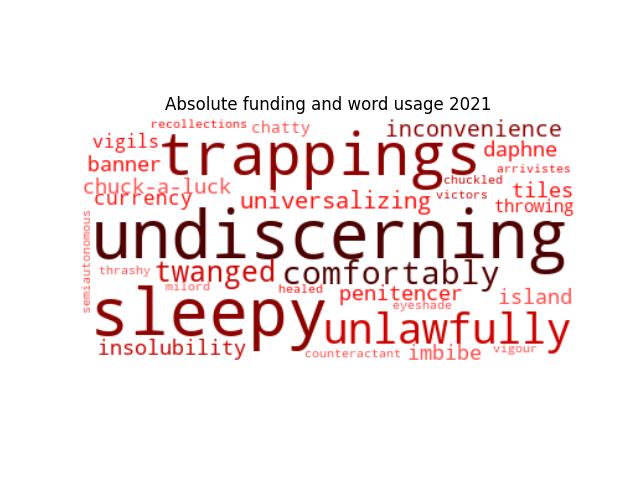 Absolute funding and word usage 2021
recollections chatty inconvenience
vigils trappings daphne
banner arrivistes
chuck-a-luck chuckled tiles
currency universalizing victors throwing
semiautonomous undiscerning
thrashy twanged comfortably
milord healed penitencer island
sleepy eyeshade
unlawfully
insolubility counteractant imbibe vigour